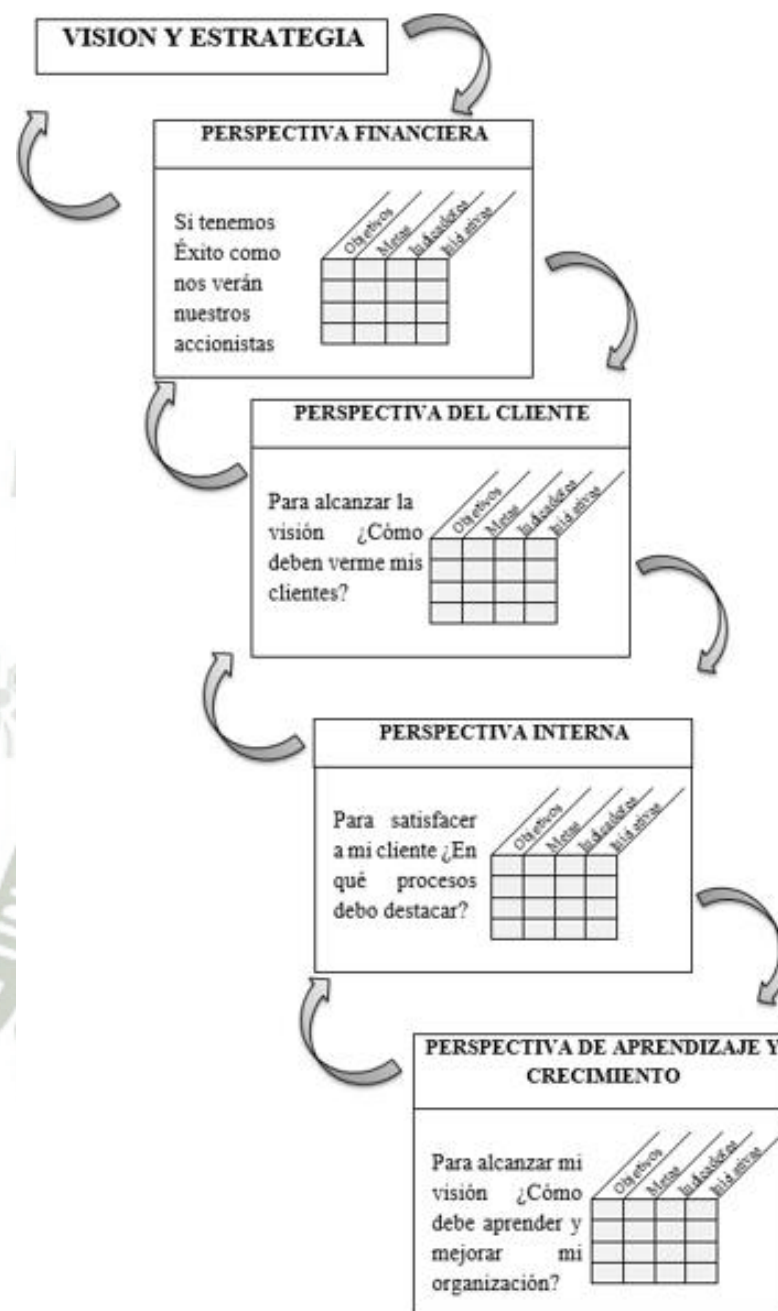 VISION Y ESTRATEGIA
PERSPECTIVA FINANCIERA
Si tenemos
Éxito como
nos verán
nuestros
accionistas
Objetivos
Metas
Indicadores
Iniciativas
PERSPECTIVA DEL CLIENTE
Para alcanzar la
visión ¿Cómo
deben verme mis
clientes?
Objetivos
Metas
Indicadores
Iniciativas
PERSPECTIVA INTERNA
Para satisfacer
a mi cliente ¿En
qué procesos
debo destacar?
Objetivos
Metas
Indicadores
Iniciativas
PERSPECTIVA DE APRENDIZAJE Y
CRECIMIENTO
Para alcanzar mi
visión ¿Cómo
debe aprender y
mejorar mi
organización?
Objetivos
Metas
Indicadores
Iniciativas